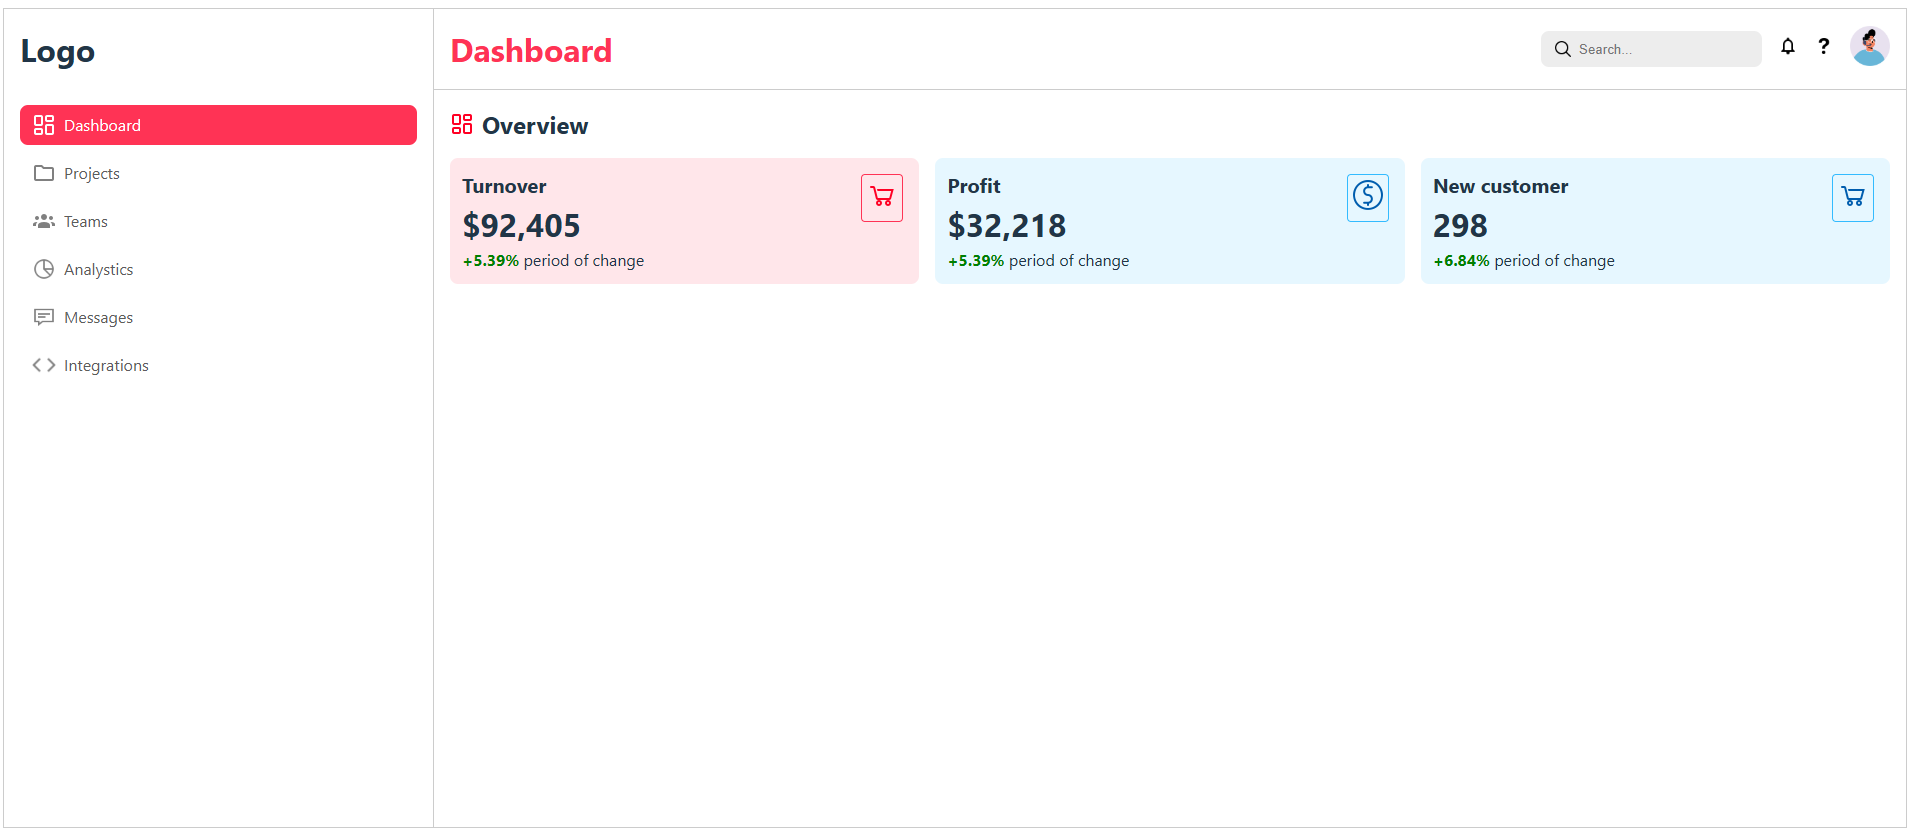 Logo
Dashboard
Projects
Teams
Analystics
Messages
Integrations
Dashboard
Search...
?
Overview
Turnover
$92,405
+5.39% period of change
Profit
$
$32,218
+5.39% period of change
New customer
298
+6.84% period of change